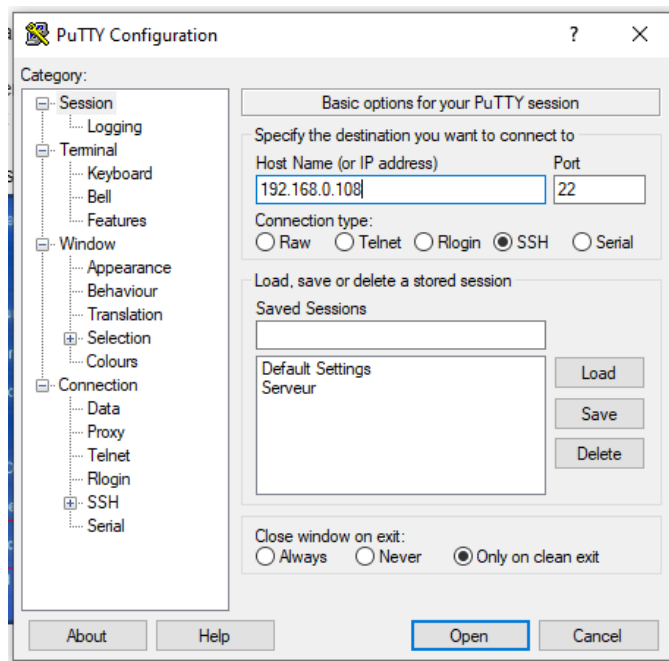 PuTTY Configuration
?
Category:
Session
Logging
Terminal
Keyboard
Bell
Features
Window
Appearance
Behaviour
Translation
Selection
Colours
Connection
Data
Proxy
Telnet
Rlogin
SSH
Serial
Basic options for your PuTTY session
Specify the destination you want to connect to
Host Name (or IP address) Port
192.168.0.108 22
Connection type:
Raw Telnet Rlogin SSH Serial
Load, save or delete a stored session
Saved Sessions
Default Settings
Serveur
Load
Save
Delete
Close window on exit:
Always Never Only on clean exit
About Help Open Cancel